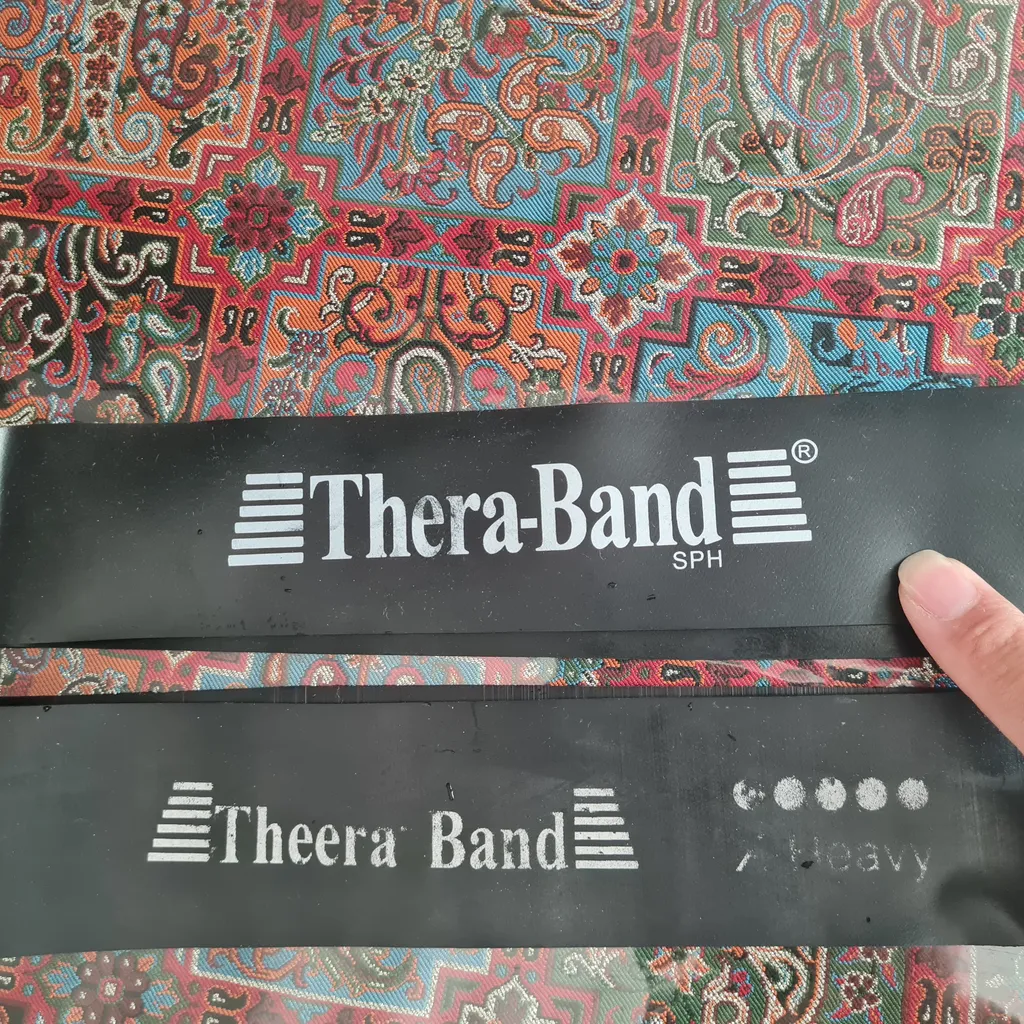 Thera-Band®
SPH
Theera Band
X-Heavy